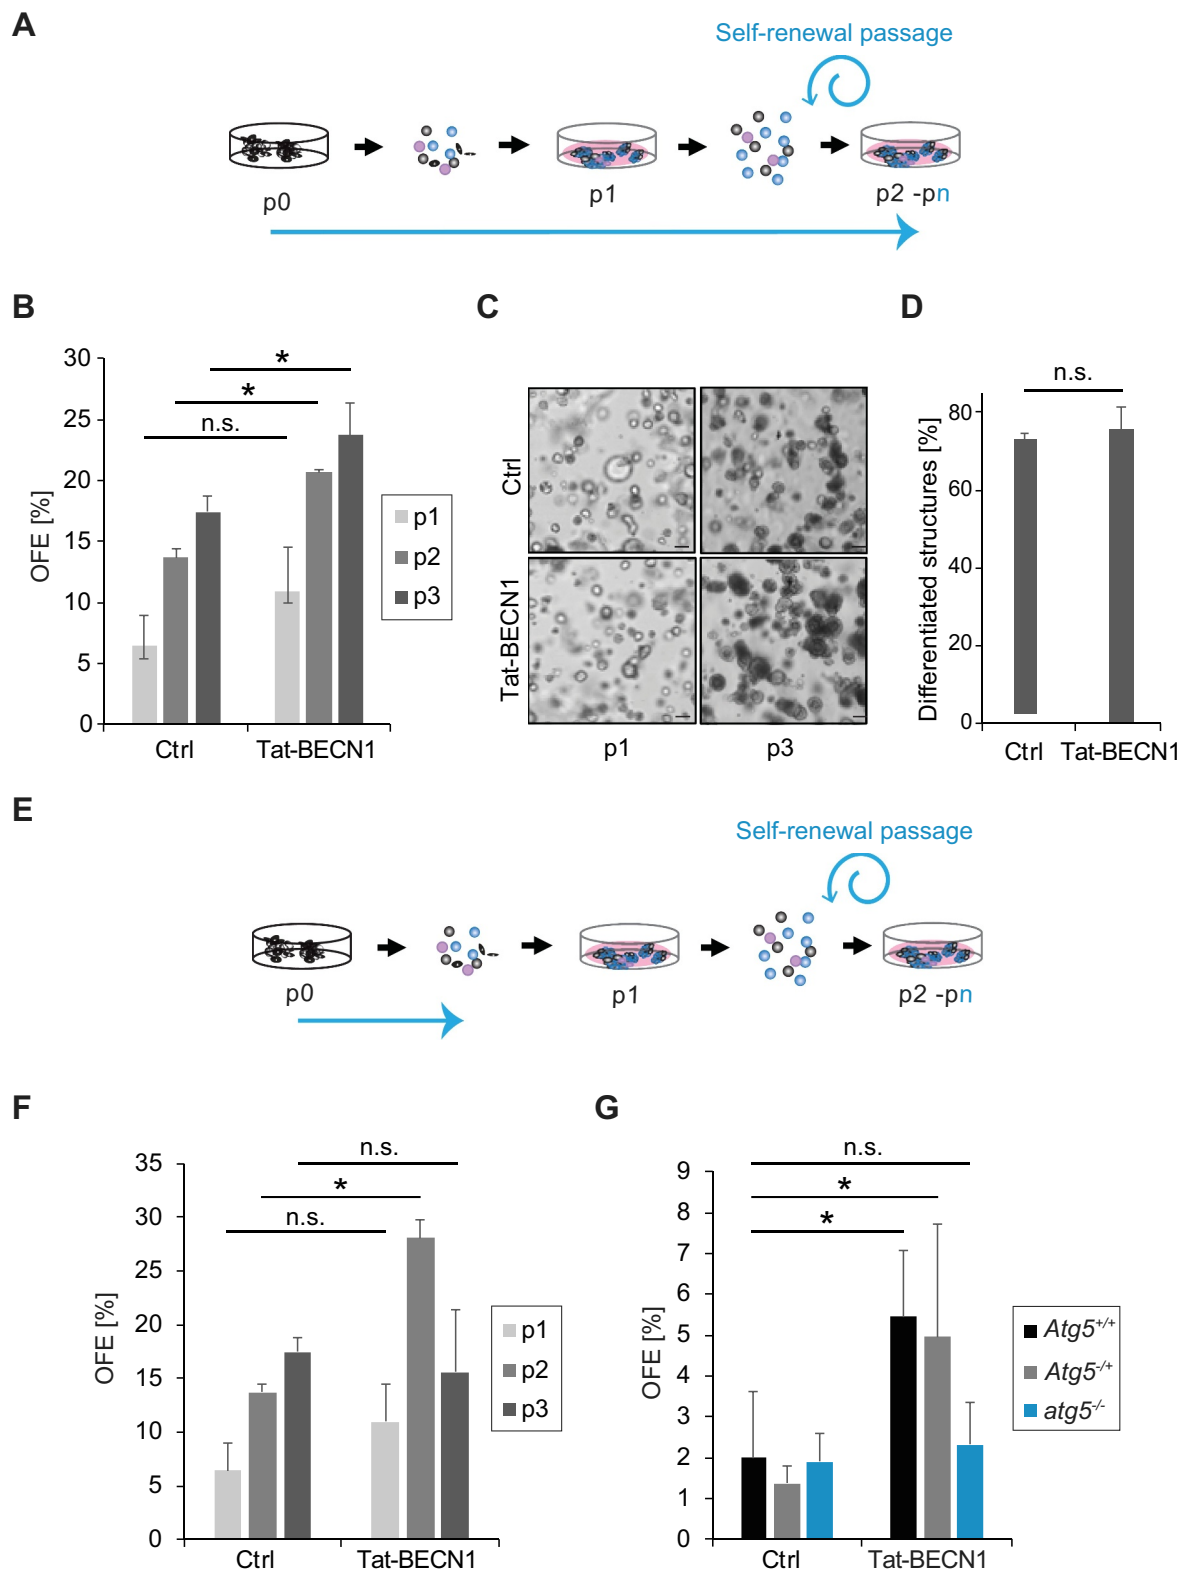 A
Self-renewal passage
p0
p1
p2 -pn
B
C
D
30
25
20
15
10
5
0
OFE [%]
*
*
n.s.
p1
p2
p3
Ctrl
Tat-BECN1
Ctrl
Tat-BECN1
p1
p3
n.s.
Differentiated structures [%]
80
60
40
20
0
Ctrl
Tat-BECN1
E
Self-renewal passage
p0
p1
p2 -pn
F
G
35
30
25
20
15
10
5
0
OFE [%]
n.s.
*
n.s.
p1
p2
p3
Ctrl
Tat-BECN1
9
8
7
6
5
4
3
2
1
0
OFE [%]
n.s.
*
*
Atg5+/+
Atg5-/+
atg5-/-
Ctrl
Tat-BECN1